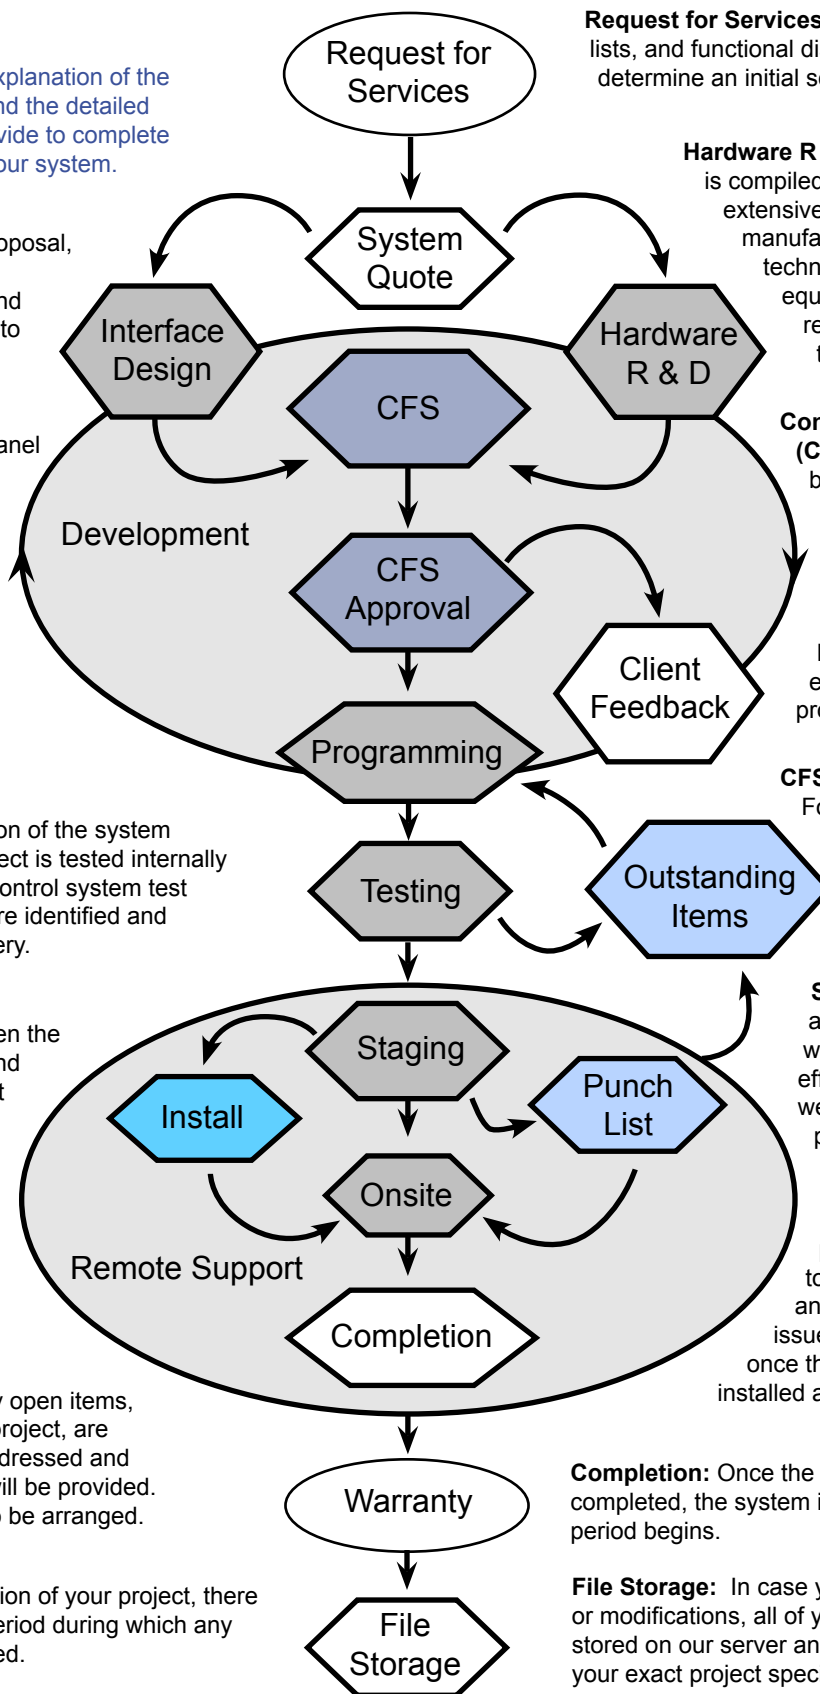 Request for Services
lists, and functional di
determine an initial s
Request for
Services
xplanation of the
nd the detailed
vide to complete
our system.
Hardware R
is compiled
extensive
manufa
techn
equ
re
t
System
Quote
oposal,
nd
to
Interface
Design
Hardware
R & D
CFS
anel
Con
(C
b
Development
CFS
Approval
Client
Feedback
e
pro
Programming
CFS
Fo
on of the system
ect is tested internally
ontrol system test
re identified and
ery.
Testing
Outstanding
Items
S
a
w
eff
we
p
en the
nd
t
Staging
Install
Punch
List
Onsite
Remote Support
to
an
issue
once th
installed a
Completion
y open items,
project, are
dressed and
will be provided.
o be arranged.
Warranty
Completion: Once the
completed, the system i
period begins.
tion of your project, there
eriod during which any
ed.
File
Storage
File Storage: In case y
or modifications, all of y
stored on our server an
your exact project spec